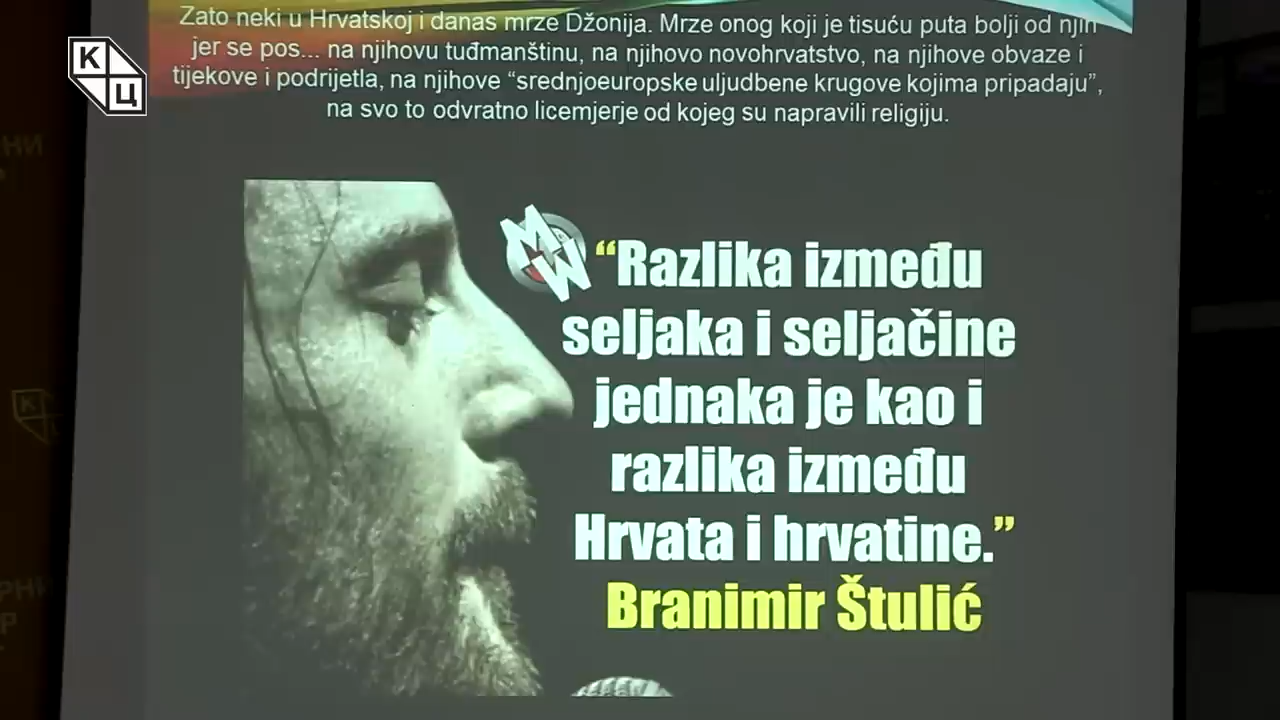 Zato neki u Hrvatskoj i danas mrze Džonija. Mrze onog koji je tisuću puta bolji od njih
jer se pos... na njihovu tuđmanštinu, na njihovo novohrvatstvo, na njihove obvaze i
tijekove i podrijetla, na njihove “srednjoeuropske uljudbene krugove kojima pripadaju”,
na svo to odvratno licemjerje od kojeg su napravili religiju.
К
Ц
MW
“Razlika između
seljaka i seljačine
jednaka je kao i
razlika između
Hrvata i hrvatine.”
Branimir Štulić